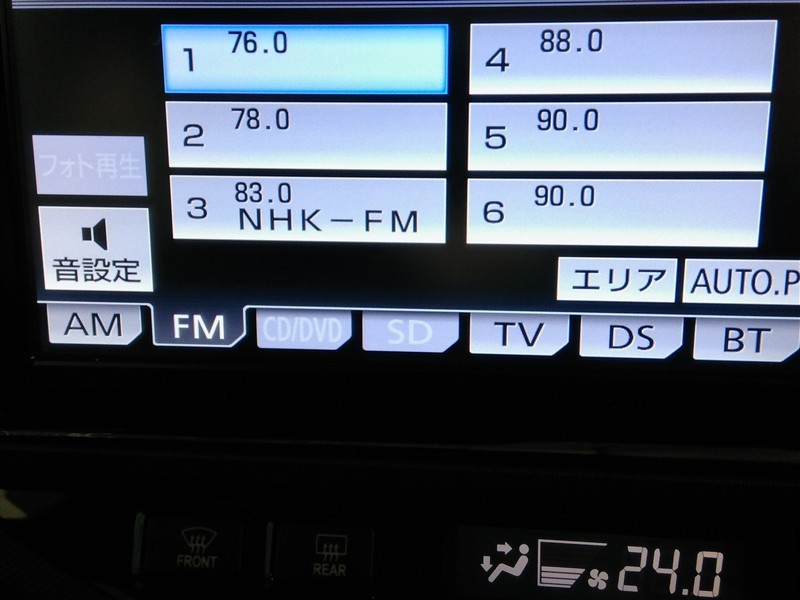 1 76.0
4 88.0
2 78.0
5 90.0
3 83.0
NHK-FM
6 90.0
フォト再生
音設定
エリア
AUTO.P
AM
FM
CD/DVD
SD
TV
DS
BT
FRONT
REAR
24.0